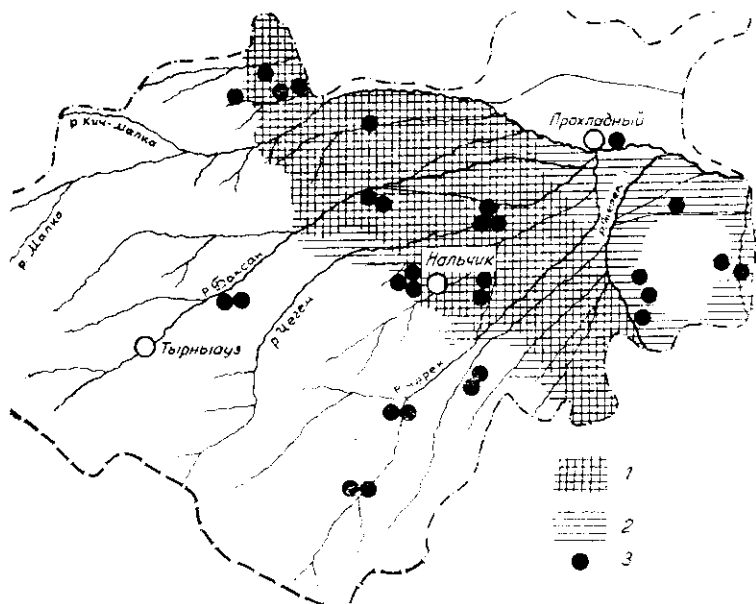 Прохладный
р. Кич-Малка
р. Малка
Нальчик
р. Баксан
р. Чегем
Тырныауз
р. Черек
1
2
3